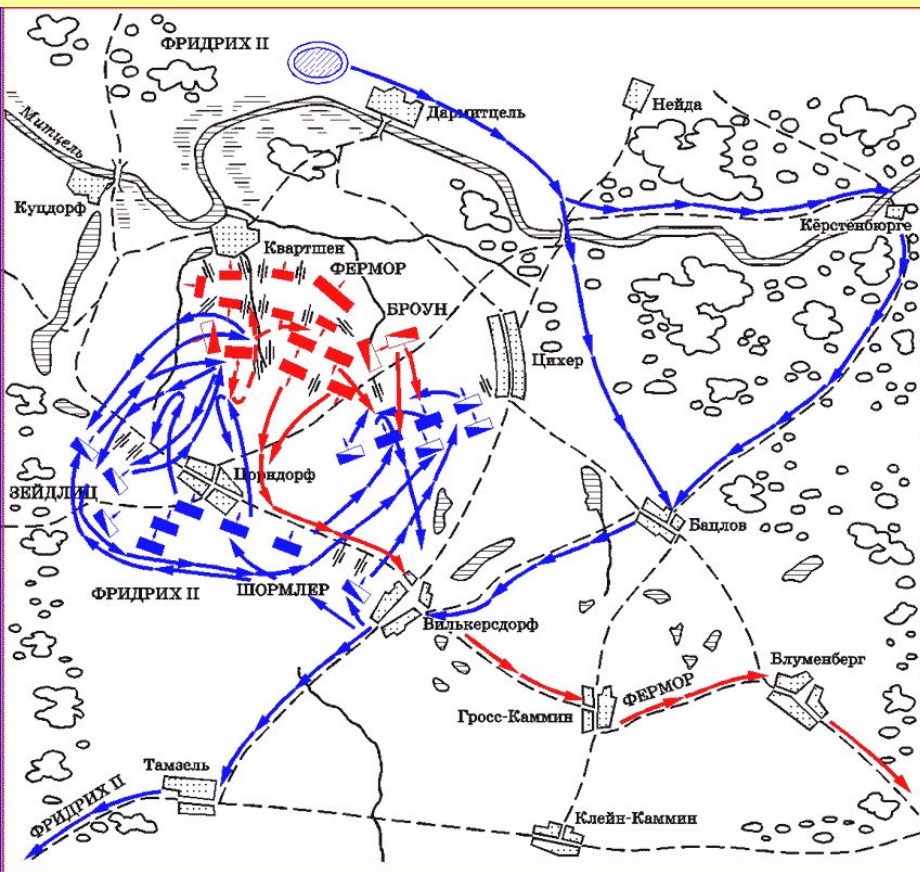 ФРИДРИХ II
Нейда
Дармитцель
Митцель
Куцдорф
Кёрстенбюрге
Квартшен
ФЕРМОР
БРОУН
Цихер
Цорндорф
ЗЕЙДЛИЦ
Бацлов
ФРИДРИХ II
ШОРМЛЕР
Вилькерсдорф
Блуменберг
ФЕРМОР
Гросс-Каммин
Тамзель
ФРИДРИХ II
Клейн-Каммин